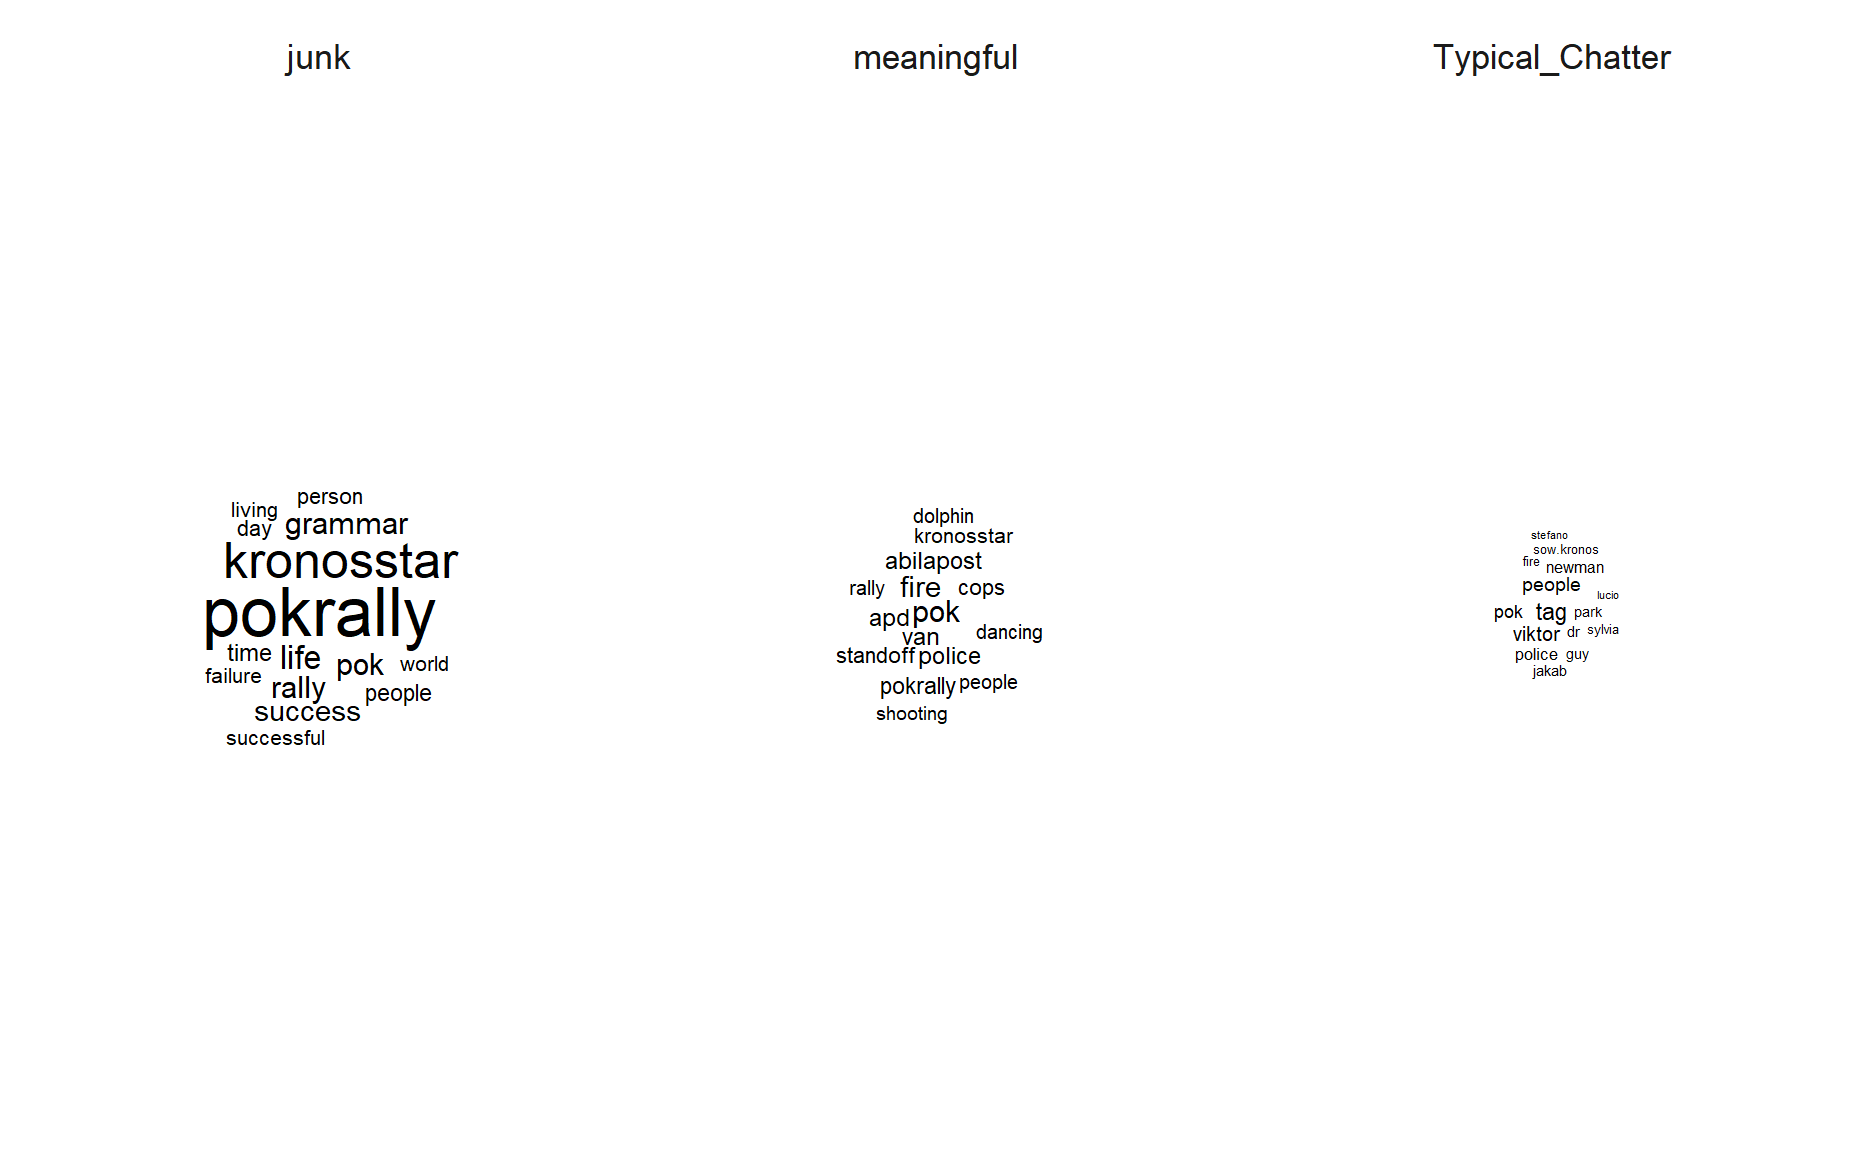 junk
meaningful
Typical_Chatter
person
living
day grammar
kronosstar
pokrally
time life pok world
failure rally people
success
successful
dolphin
kronosstar
abilapost
rally fire cops
apd pok
van dancing
standoff police
pokrally people
shooting
stefano
sow.kronos
fire newman
people
lucio
pok tag park
viktor dr sylvia
police guy
jakab